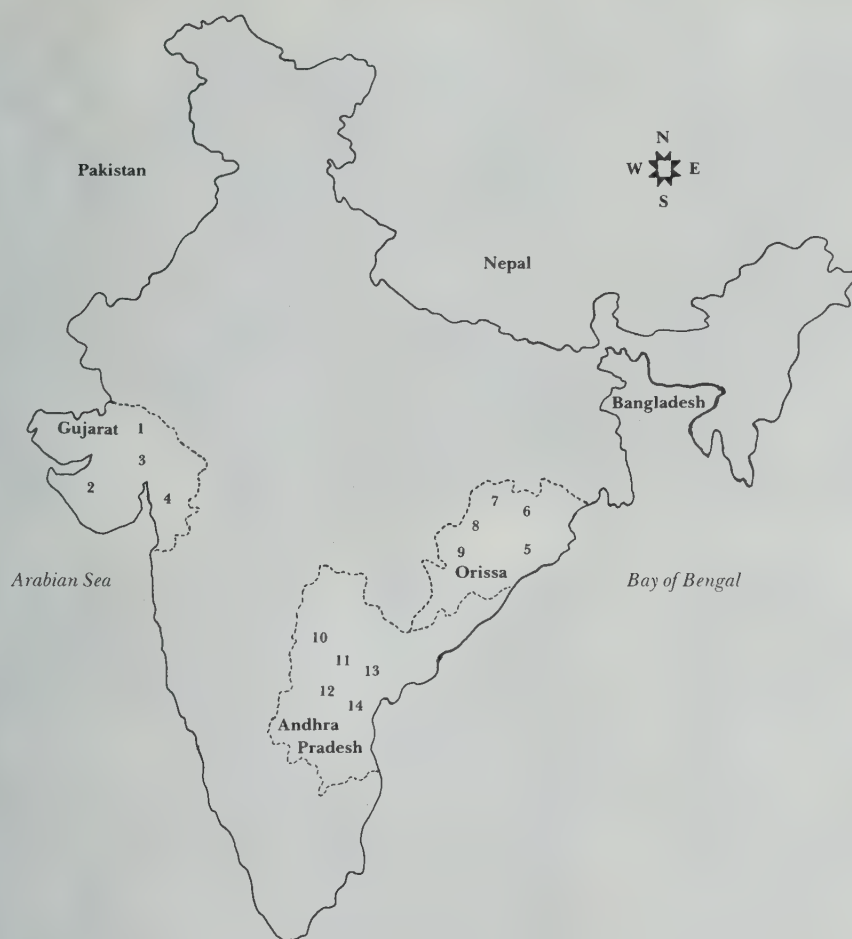 N
Pakistan
W E
S
Nepal
Bangladesh
Gujarat 1
3
2 4
7
6
8
9 5
Orissa
Arabian Sea
Bay of Bengal
10
11
13
12
14
Andhra
Pradesh